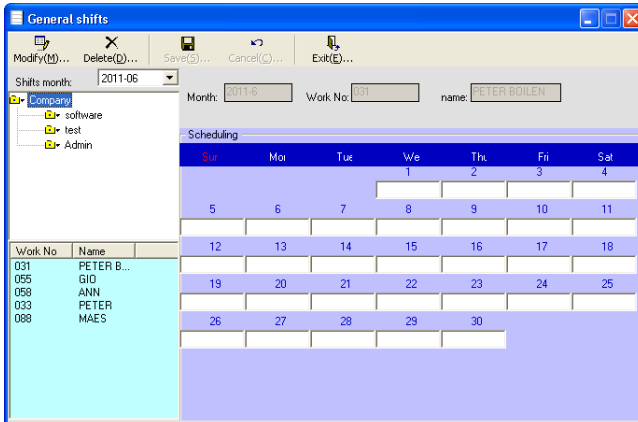 General shifts
Modify(M)... Delete(D)... Save(S)... Cancel(C)... Exit(E)...
Shifts month: 2011-06
Month: 2011-6 Work No: 031 name: PETER BOILEN
Company
software
test
Admin
Scheduling
Sur Mor Tue We Thu Fri Sat
1 2 3 4
5 6 7 8 9 10 11
12 13 14 15 16 17 18
19 20 21 22 23 24 25
26 27 28 29 30
Work No Name
031 PETER B...
055 GIO
058 ANN
033 PETER
088 MAES